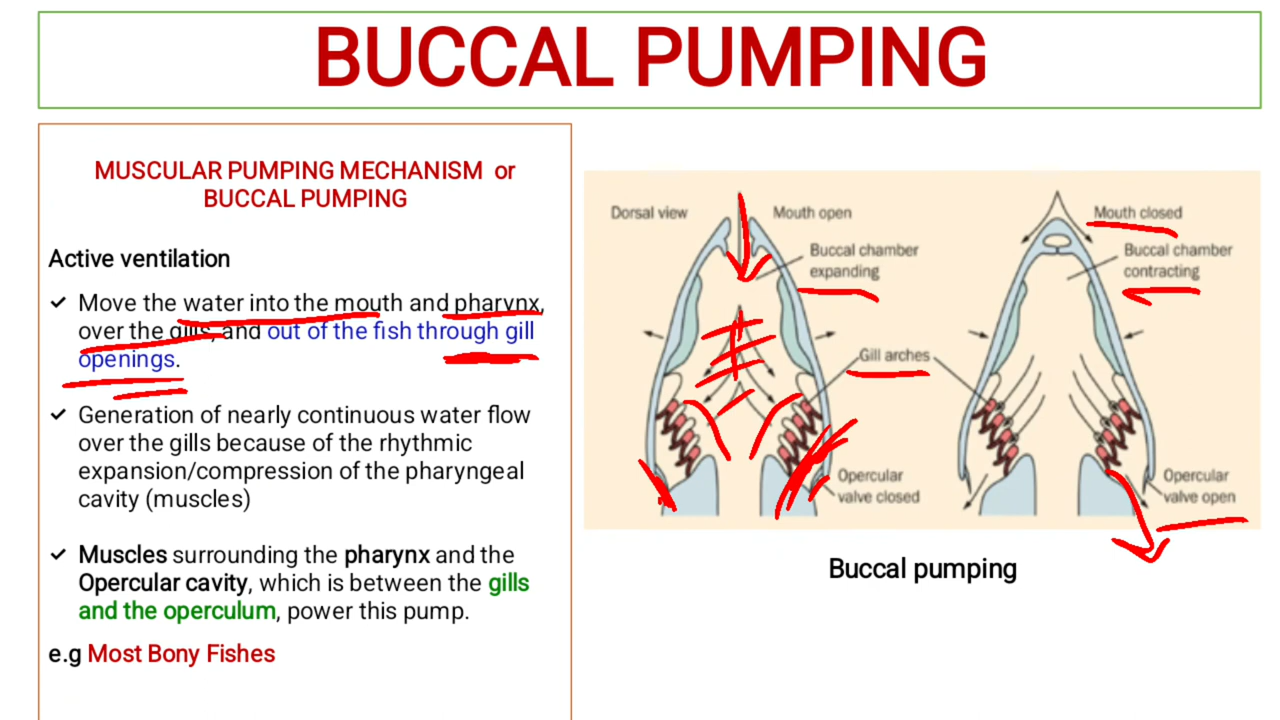 BUCCAL PUMPING
MUSCULAR PUMPING MECHANISM or
BUCCAL PUMPING
Active ventilation
✓ Move the water into the mouth and pharynx,
over the gills, and out of the fish through gill
openings.
✓ Generation of nearly continuous water flow
over the gills because of the rhythmic
expansion/compression of the pharyngeal
cavity (muscles)
✓ Muscles surrounding the pharynx and the
Opercular cavity, which is between the gills
and the operculum, power this pump.
e.g Most Bony Fishes
Dorsal view
Mouth open
Buccal chamber
expanding
Gill arches
Opercular
valve closed
Mouth closed
Buccal chamber
contracting
Opercular
valve open
Buccal pumping